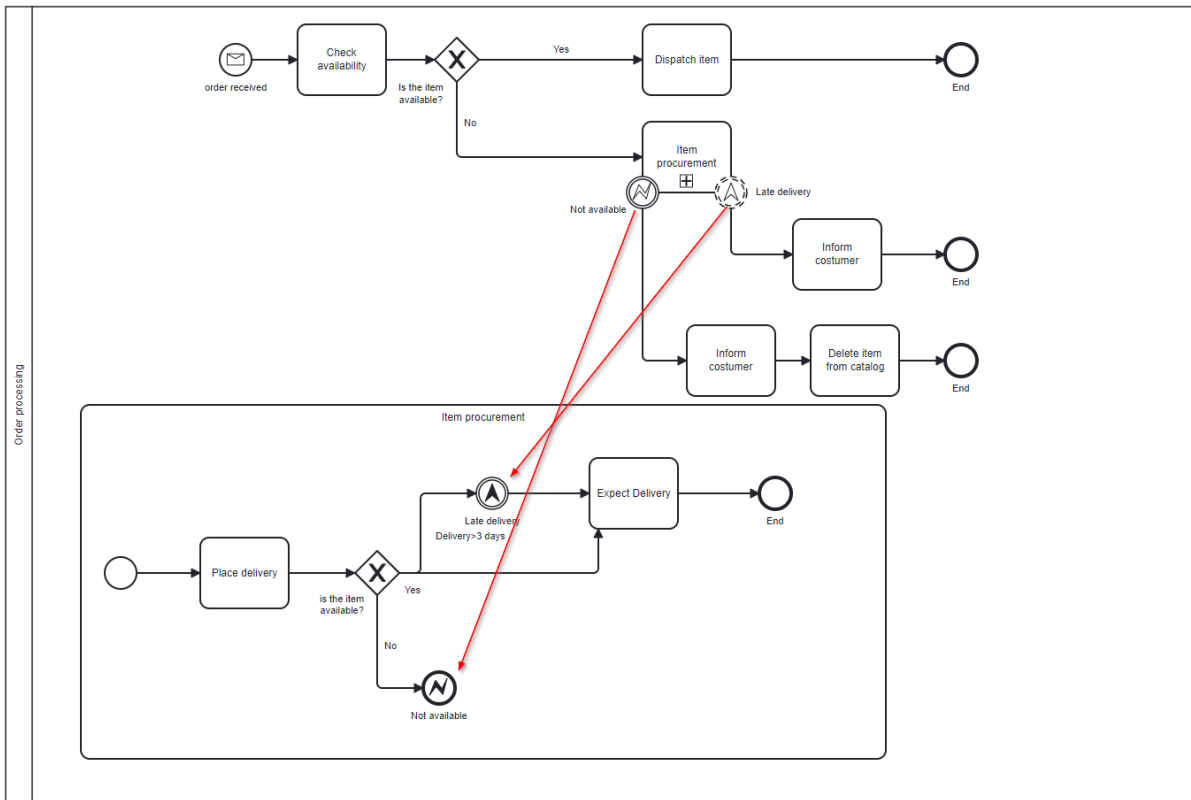 Order processing
Check
availability
order received
Is the item
available?
Yes
Dispatch item
End
No
Item
procurement
Not available
Late delivery
Inform
costumer
End
Inform
costumer
Delete item
from catalog
End
Item procurement
Late delivery
Delivery>3 days
Expect Delivery
End
Place delivery
is the item
available?
Yes
No
Not available